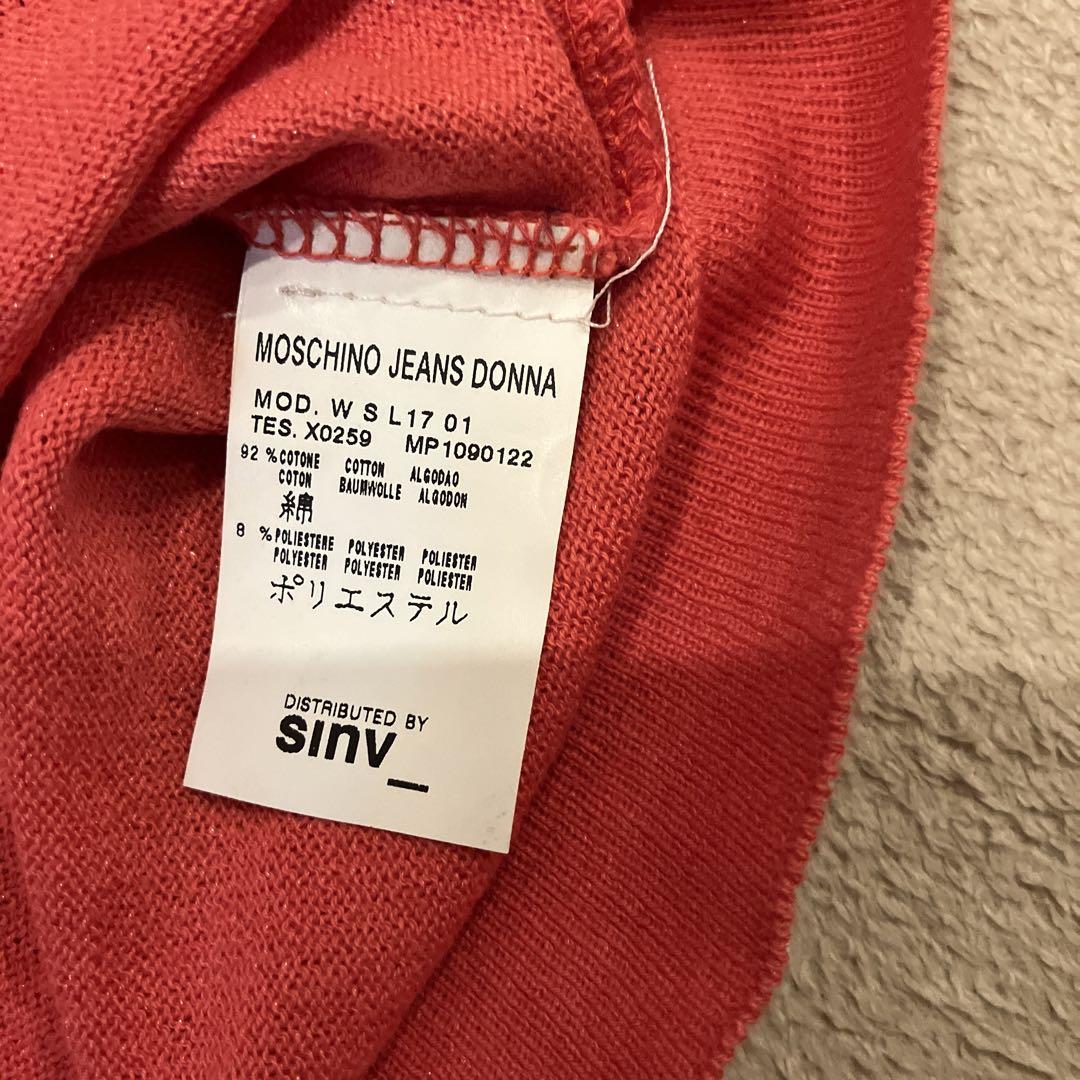 MOSCHINO JEANS DONNA
MOD. W S L17 01
TES. X0259 MP1090122
92 %COTONE COTTON ALGODAO
COTON BAUMWOLLE ALGODON
綿
8 %POLIESTERE POLYESTER POLIESTER
POLYESTER POLYESTER POLIESTER
ポリエステル
DISTRIBUTED BY
sinv_